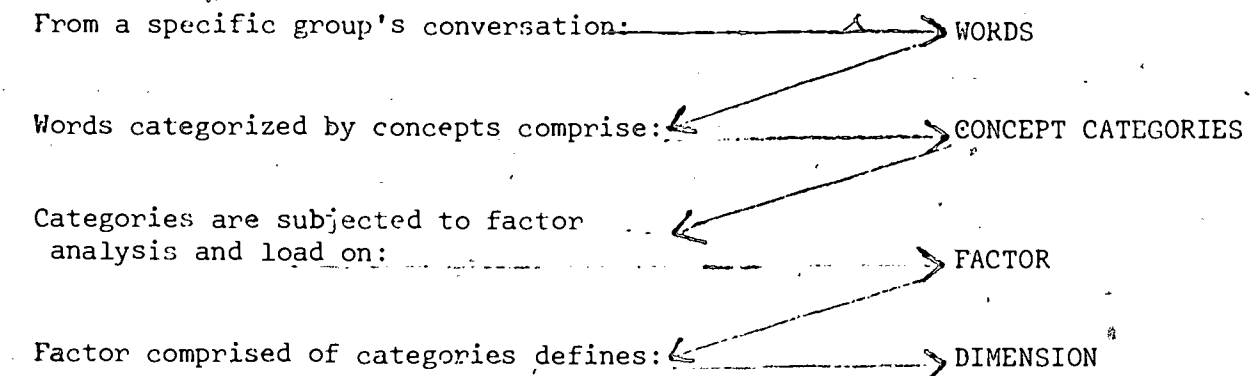 From a specific group's conversation: WORDS
Words categorized by concepts comprise: CONCEPT CATEGORIES
Categories are subjected to factor
analysis and load on: FACTOR
Factor comprised of categories defines: DIMENSION